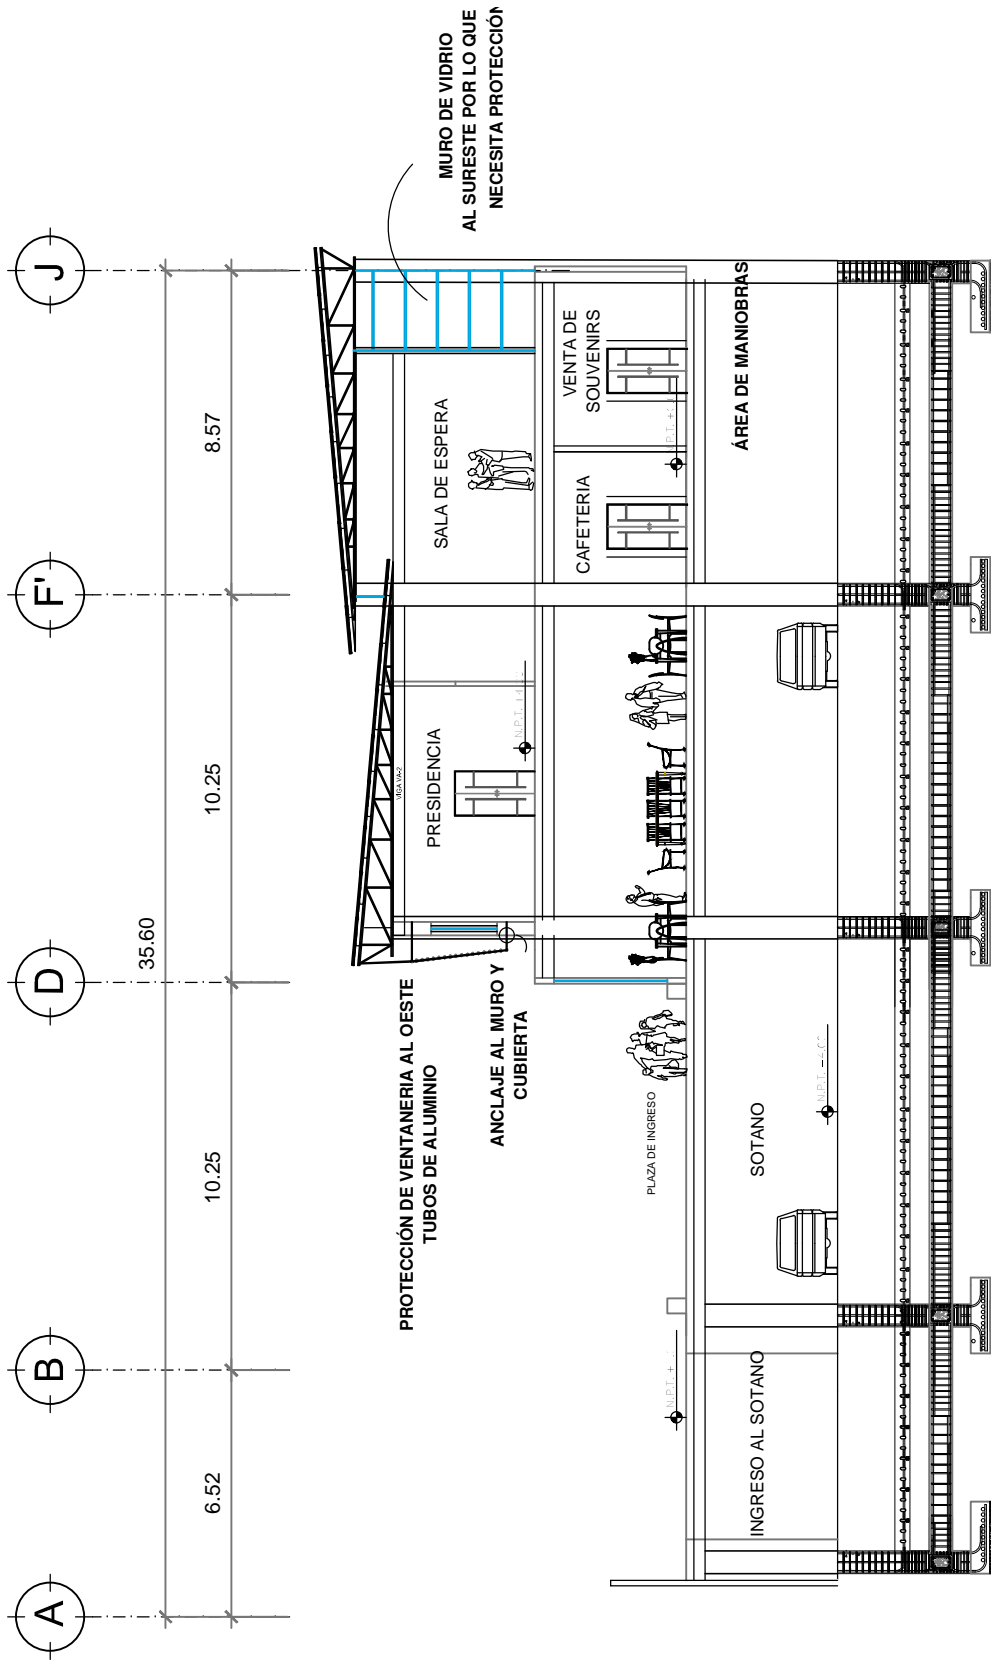 A
B
D
F'
J
35.60
6.52
10.25
10.25
8.57
MURO DE VIDRIO
AL SURESTE POR LO QUE
NECESITA PROTECCIÓN
PROTECCIÓN DE VENTANERIA AL OESTE
TUBOS DE ALUMINIO
ANCLAJE AL MURO Y
CUBIERTA
VIGA VA-2
PRESIDENCIA
N.P.T.
SALA DE ESPERA
PLAZA DE INGRESO
CAFETERIA
VENTA DE
SOUVENIRS
P.T.
N.P.T. +
INGRESO AL SOTANO
SOTANO
N.P.T.
ÁREA DE MANIOBRAS